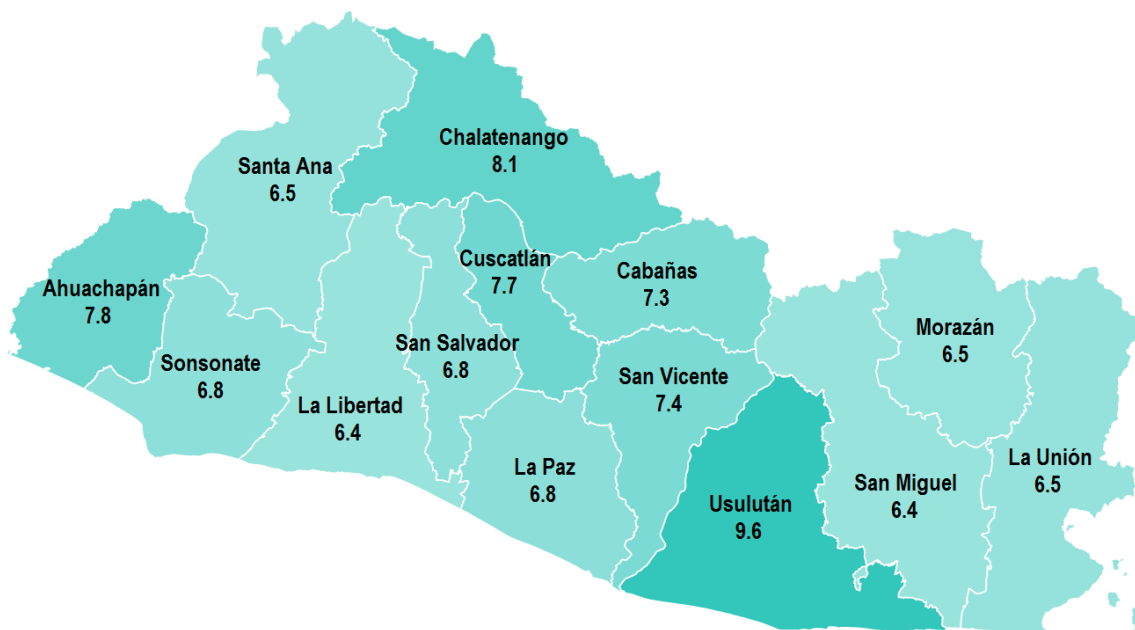 Chalatenango
8.1
Santa Ana
6.5
Cuscatlán
7.7
Cabañas
7.3
Ahuachapán
7.8
Morazán
6.5
San Salvador
6.8
Sonsonate
6.8
San Vicente
7.4
La Libertad
6.4
La Unión
6.5
La Paz
6.8
San Miguel
6.4
Usulután
9.6